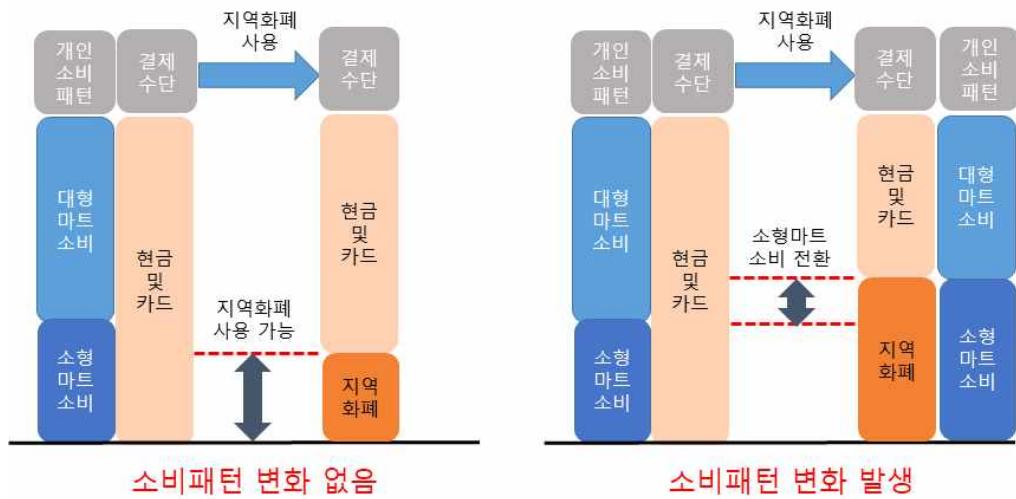 지역화폐
사용
개인
소비
패턴
결제
수단
결제
수단
대형
마트
소비
현금
및
카드
현금
및
카드
지역화폐
사용 가능
소형
마트
소비
지역
화폐
소비패턴 변화 없음
지역화폐
사용
개인
소비
패턴
결제
수단
결제
수단
개인
소비
패턴
대형
마트
소비
현금
및
카드
현금
및
카드
대형
마트
소비
소형마트
소비 전환
소형
마트
소비
지역
화폐
소형
마트
소비
소비패턴 변화 발생